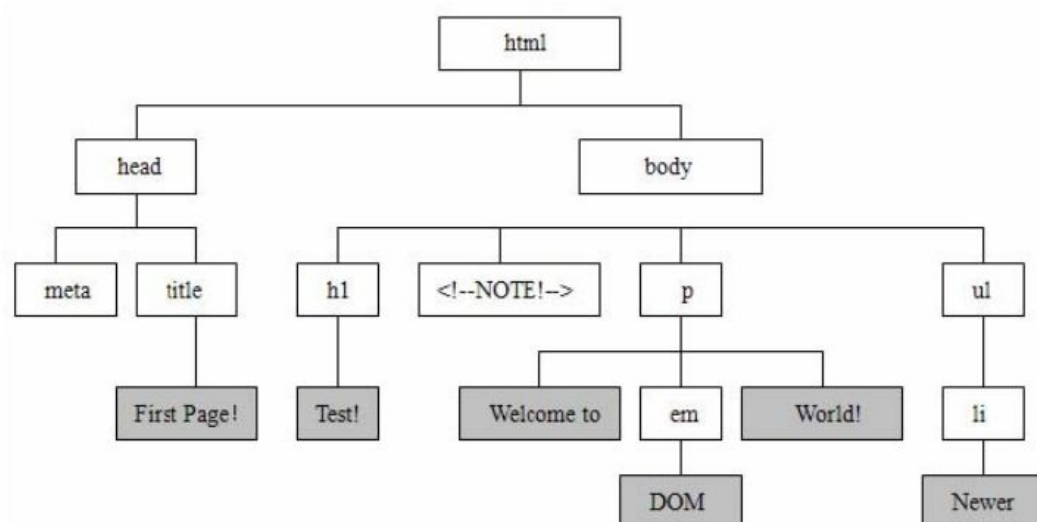 html
head
body
meta
title
h1
<!--NOTE!-->
p
ul
First Page!
Test!
Welcome to
em
World!
li
DOM
Newer